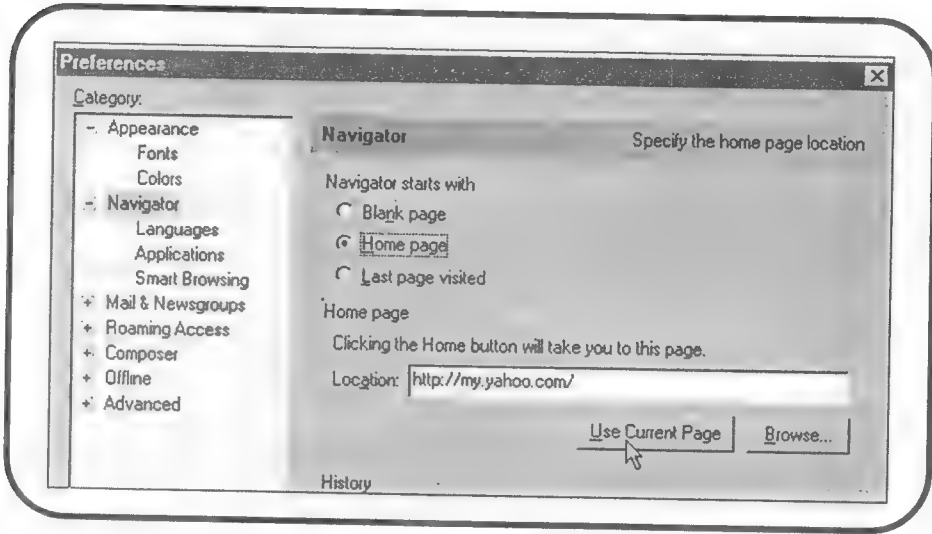 Preferences
Category:
- Appearance
Fonts
Colors
- Navigator
Languages
Applications
Smart Browsing
+ Mail & Newsgroups
+ Roaming Access
+ Composer
+ Offline
+ Advanced
Navigator Specify the home page location
Navigator starts with
Blank page
Home page
Last page visited
Home page
Clicking the Home button will take you to this page.
Location: http://my.yahoo.com/
Use Current Page Browse...
History